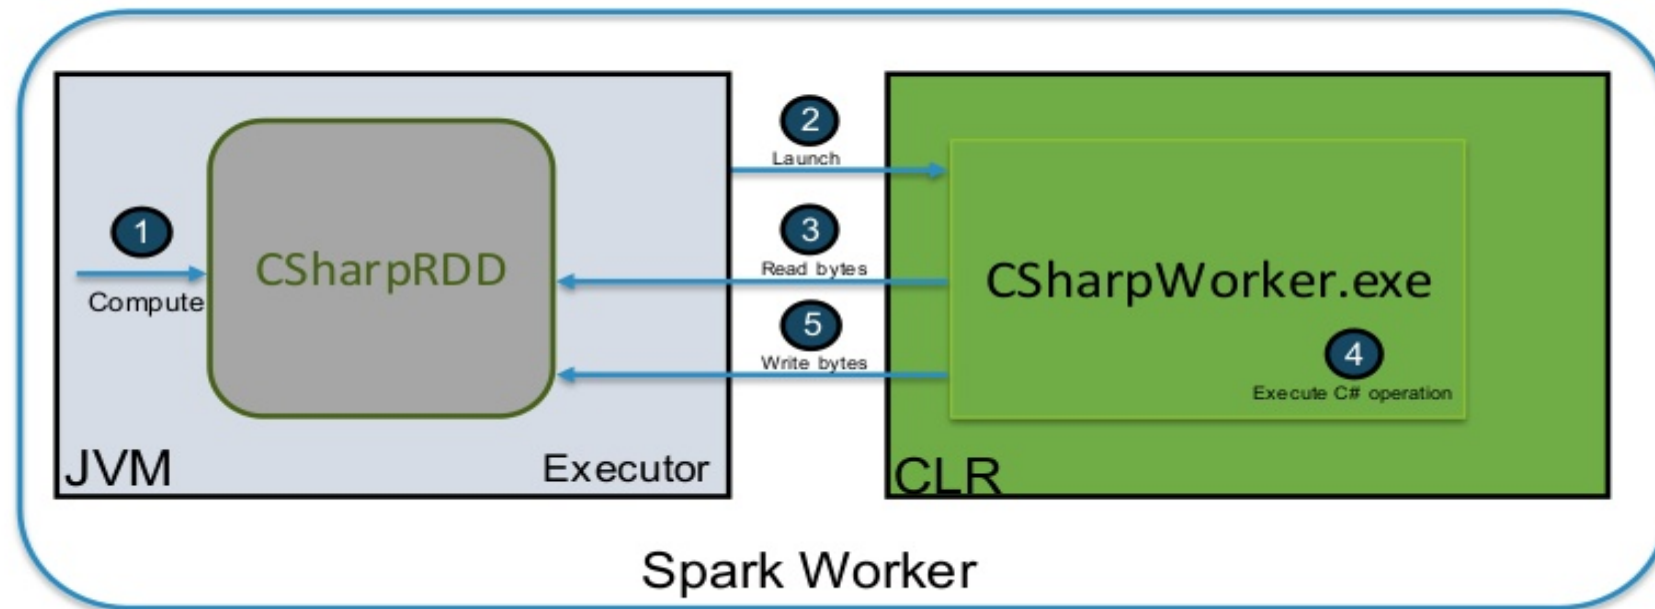 2
Launch
1
Compute
CSharpRDD
3
Read bytes
CSharpWorker.exe
5
Write bytes
4
Execute C# operation
JVM
Executor
CLR
Spark Worker